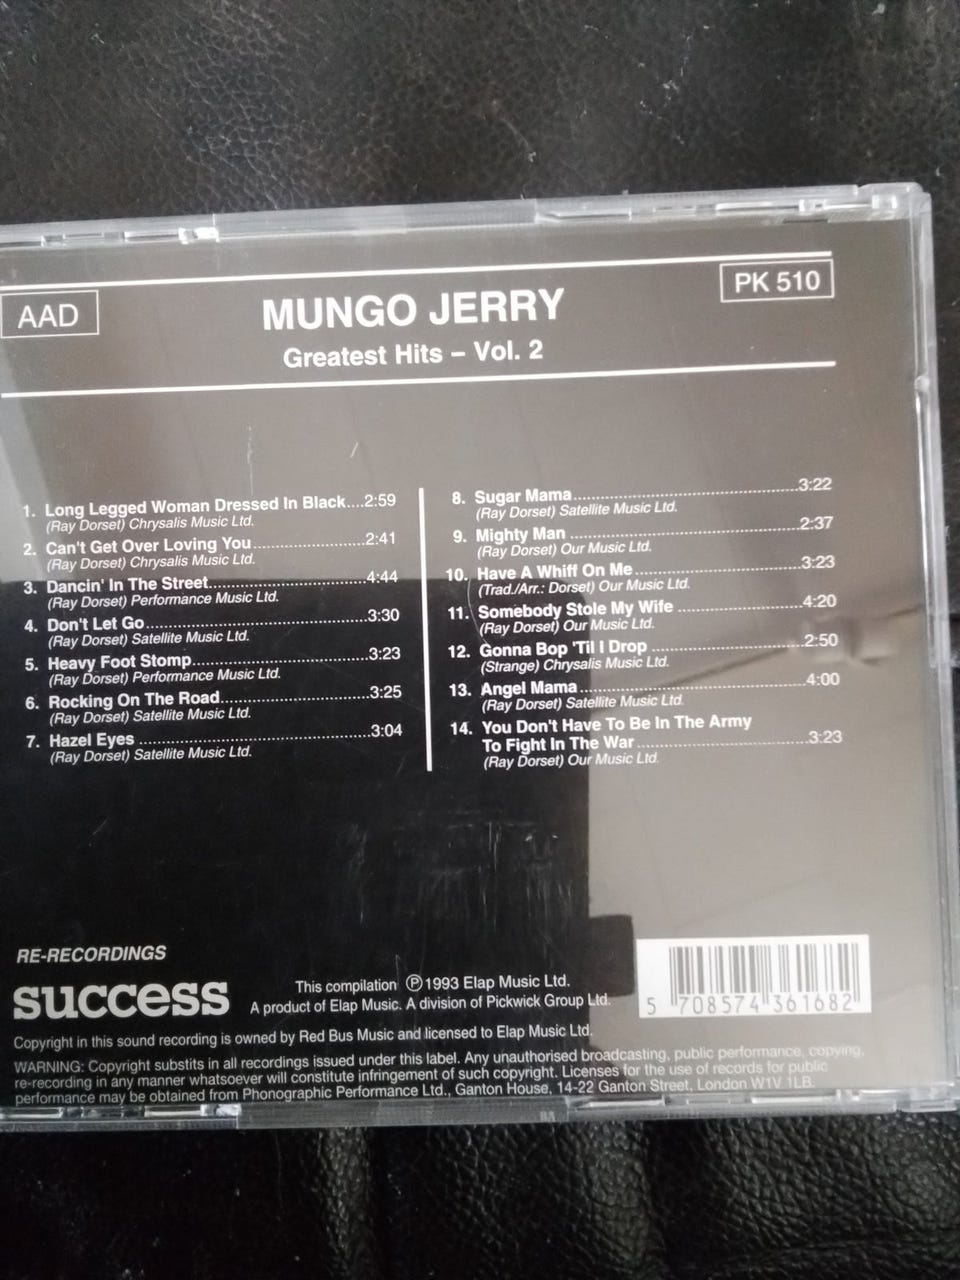 AAD
PK 510
MUNGO JERRY
Greatest Hits – Vol. 2
1. Long Legged Woman Dressed In Black....2:59
(Ray Dorset) Chrysalis Music Ltd.
2. Can't Get Over Loving You............................2:41
(Ray Dorset) Chrysalis Music Ltd.
3. Dancin' In The Street.......................................4:44
(Ray Dorset) Performance Music Ltd.
4. Don't Let Go.......................................................3:30
(Ray Dorset) Satellite Music Ltd.
5. Heavy Foot Stomp...........................................3:23
(Ray Dorset) Performance Music Ltd.
6. Rocking On The Road.....................................3:25
(Ray Dorset) Satellite Music Ltd.
7. Hazel Eyes ........................................................3:04
(Ray Dorset) Satellite Music Ltd.
8. Sugar Mama.......................................................3:22
(Ray Dorset) Satellite Music Ltd.
9. Mighty Man ........................................................2:37
(Ray Dorset) Our Music Ltd.
10. Have A Whiff On Me.........................................3:23
(Trad./Arr.: Dorset) Our Music Ltd.
11. Somebody Stole My Wife ...............................4:20
(Ray Dorset) Our Music Ltd.
12. Gonna Bop 'Til I Drop .....................................2:50
(Strange) Chrysalis Music Ltd.
13. Angel Mama.......................................................4:00
(Ray Dorset) Satellite Music Ltd.
14. You Don't Have To Be In The Army
To Fight In The War..........................................3:23
(Ray Dorset) Our Music Ltd.
RE-RECORDINGS
success
This compilation Ⓟ1993 Elap Music Ltd.
A product of Elap Music. A division of Pickwick Group Ltd.
5 708574 361682
Copyright in this sound recording is owned by Red Bus Music and licensed to Elap Music Ltd.
WARNING: Copyright substits in all recordings issued under this label. Any unauthorised broadcasting, public performance, copying,
re-recording in any manner whatsoever will constitute infringement of such copyright. Licenses for the use of records for public
performance may be obtained from Phonographic Performance Ltd., Ganton House, 14-22 Ganton Street, London W1V 1LB.